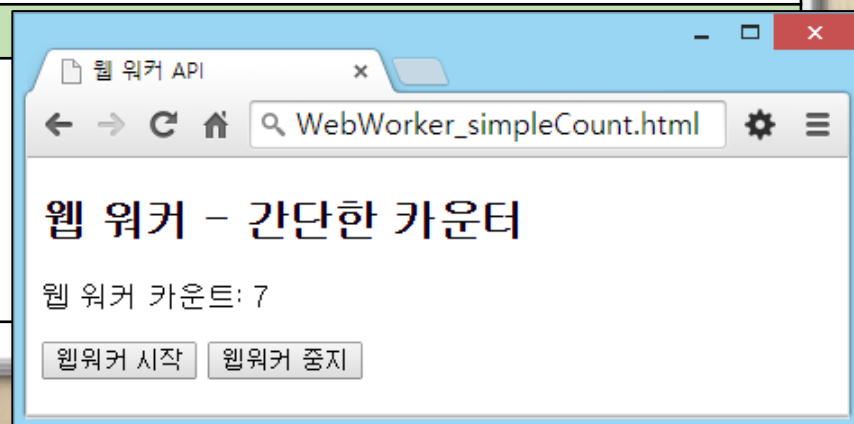 웹 워커 API
WebWorker_simpleCount.html
웹 워커 - 간단한 카운터
웹 워커 카운트: 7
웹워커 시작 웹워커 중지